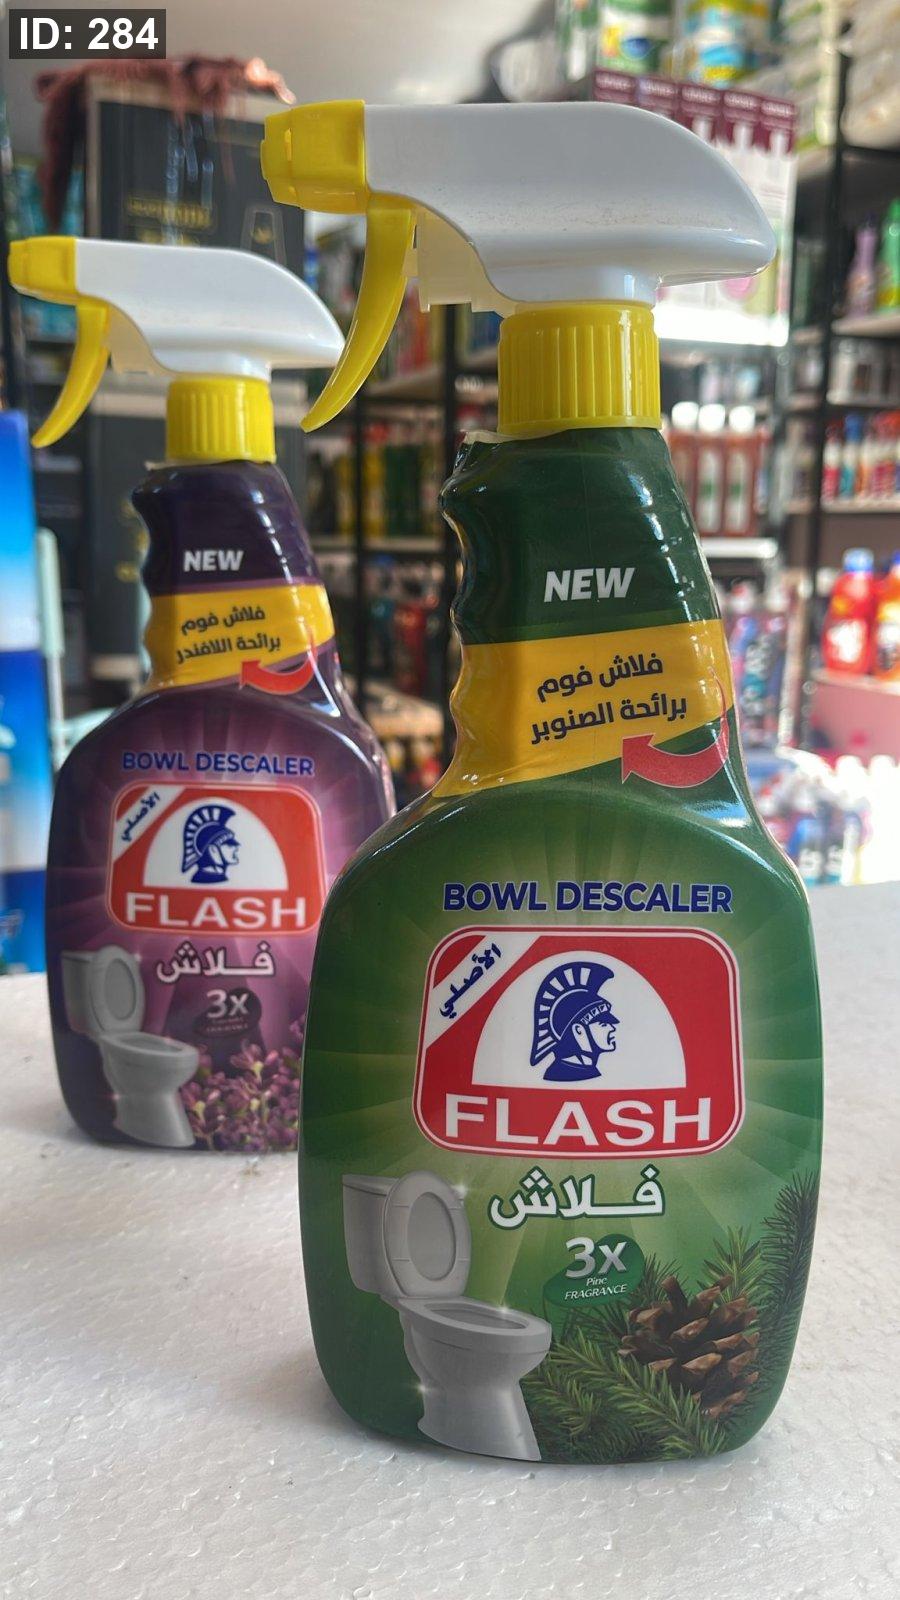 ID: 284
NEW
فلاش فوم
برائحة اللافندر
BOWL DESCALER
الأصلي
FLASH
فلاش
3x
NEW
فلاش فوم
برائحة الصنوبر
BOWL DESCALER
الأصلي
FLASH
فلاش
3x
Pine
FRAGRANCE